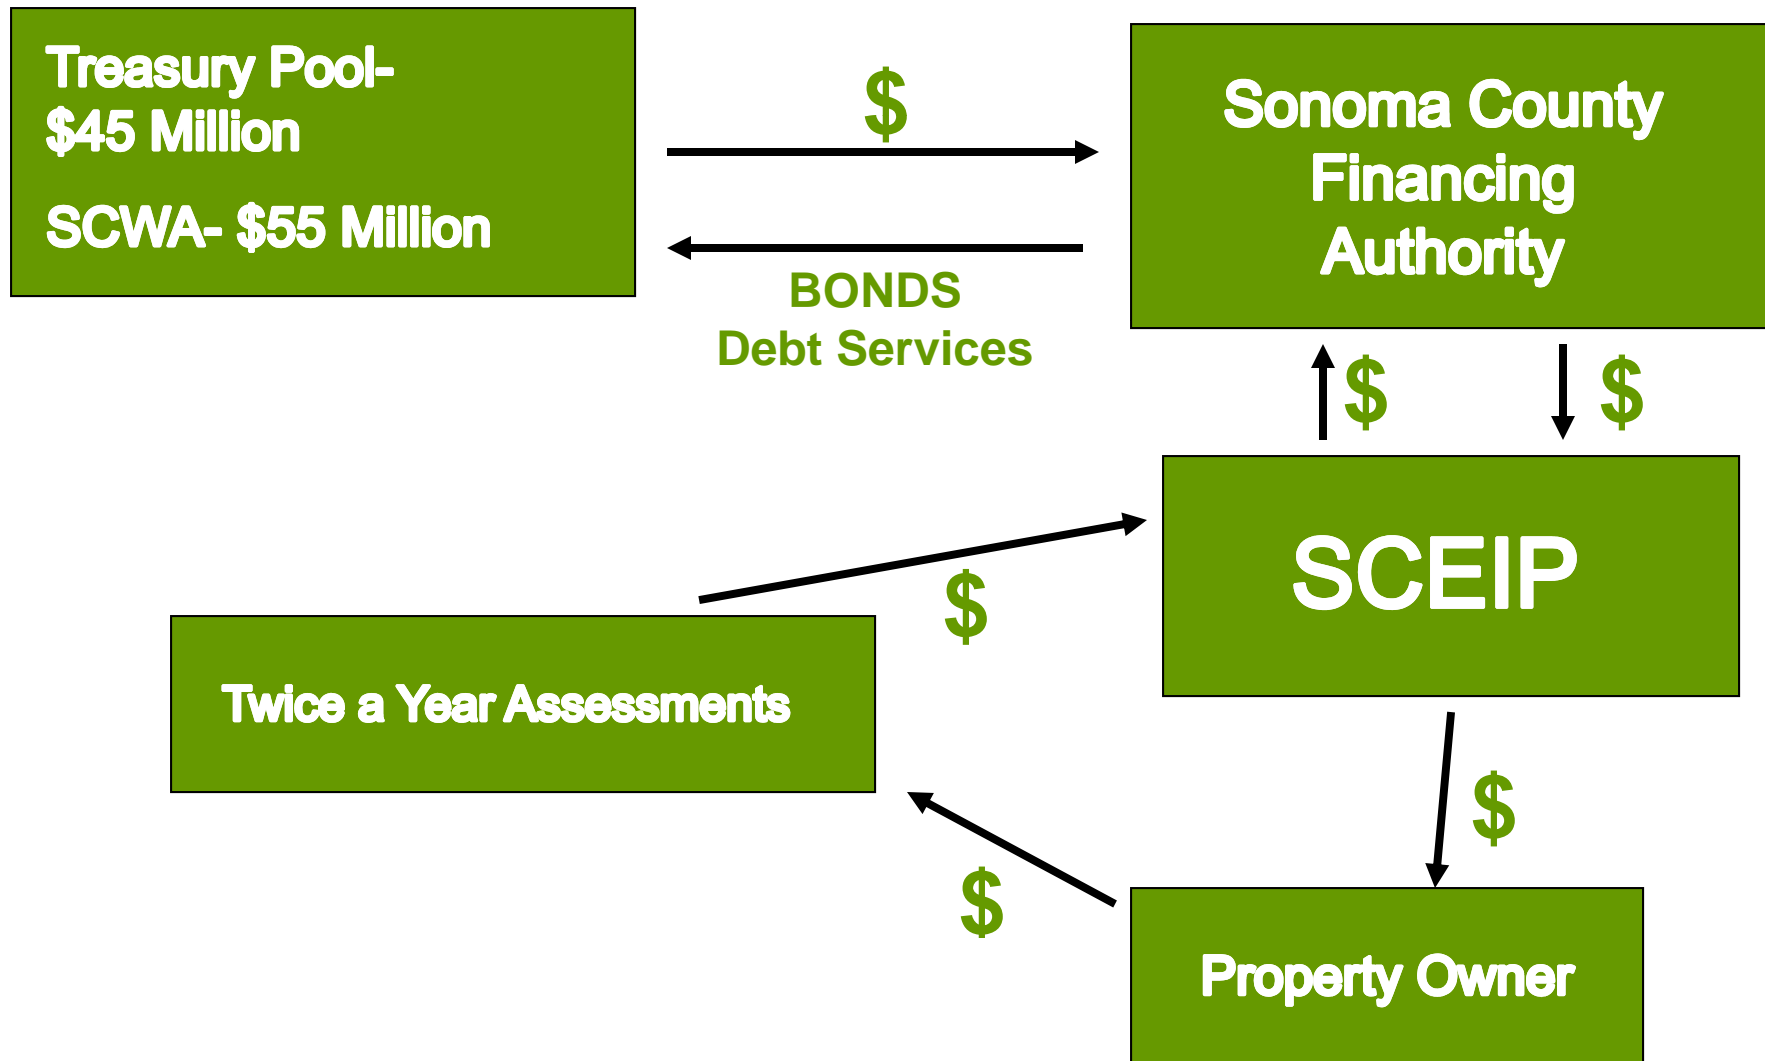 Treasury Pool-
$45 Million
SCWA- $55 Million
$
Sonoma County
Financing
Authority
BONDS
Debt Services
$
$
SCEIP
$
Twice a Year Assessments
$
$
Property Owner